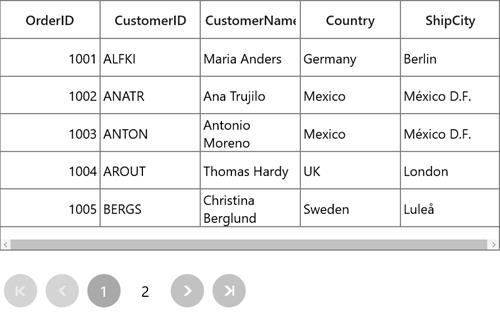 OrderID CustomerID CustomerName Country ShipCity
1001 ALFKI Maria Anders Germany Berlin
1002 ANATR Ana Trujilo Mexico México D.F.
1003 ANTON Antonio Moreno Mexico México D.F.
1004 AROUT Thomas Hardy UK London
1005 BERGS Christina Berglund Sweden Luleå
1 2